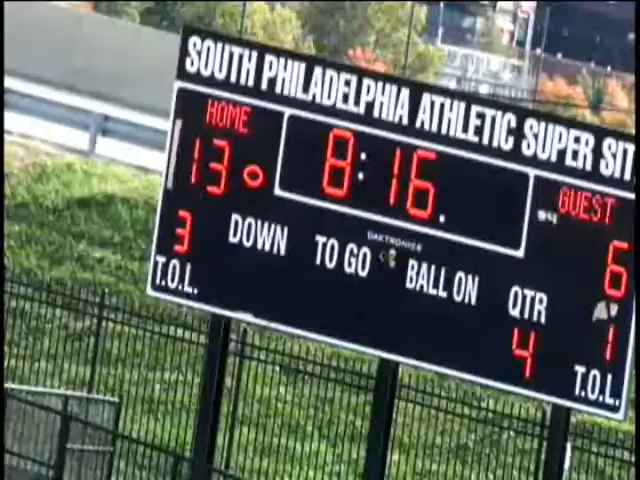 SOUTH PHILADELPHIA ATHLETIC SUPER SIT
HOME
13
8:16.
GUEST
6
3
DOWN
TO GO
DAKTRONICS
BALL ON
QTR
4
1
T.O.L.
T.O.L.